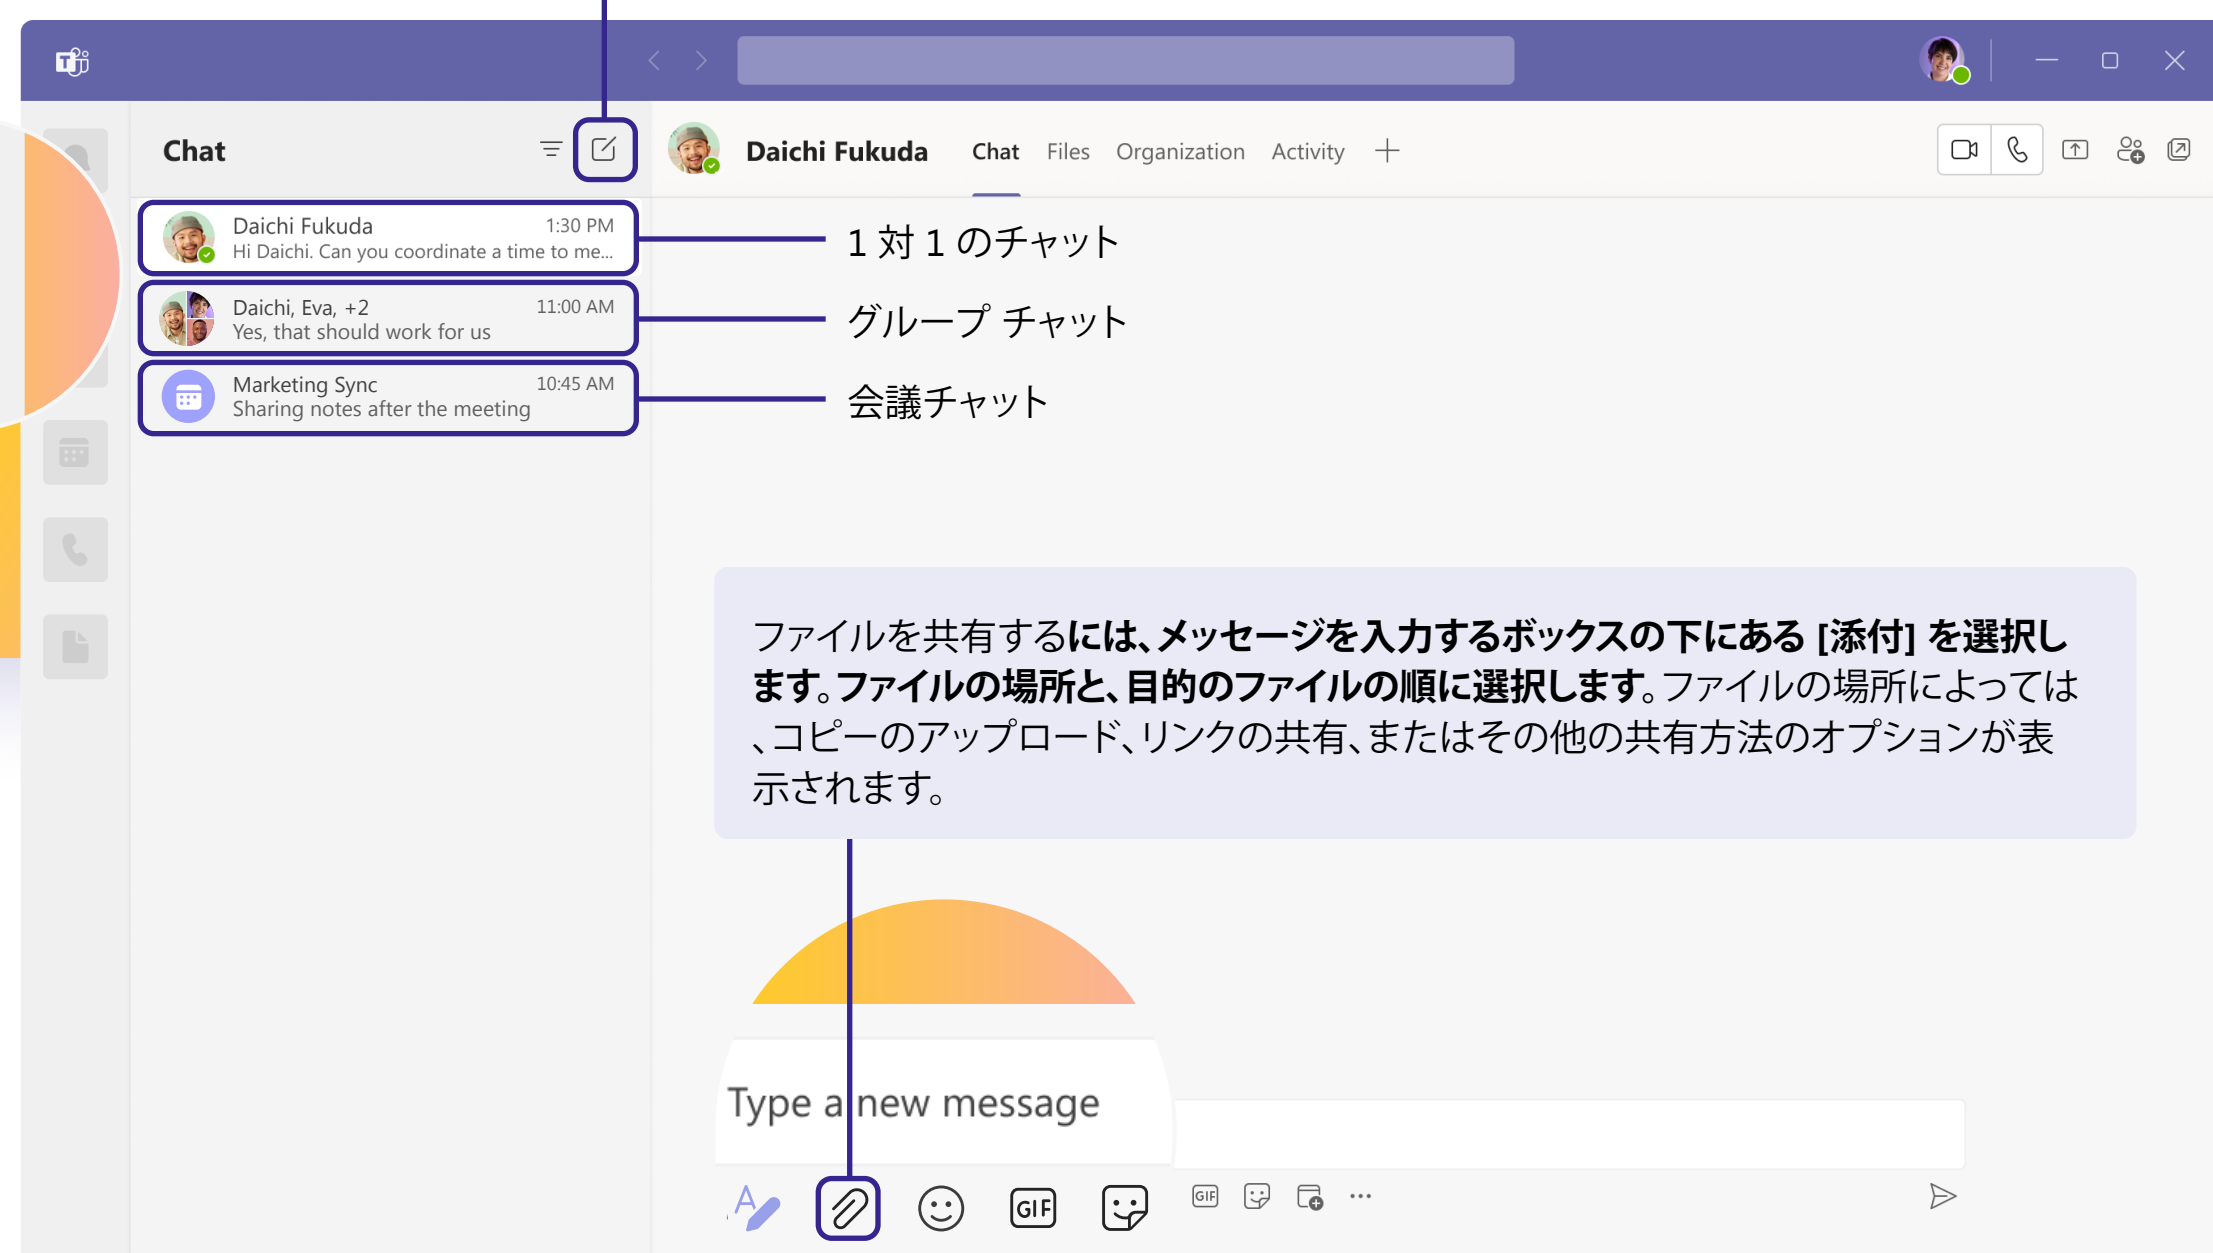 Chat
Daichi Fukuda 1:30 PM
Hi Daichi. Can you coordinate a time to me...
Daichi, Eva, +2 11:00 AM
Yes, that should work for us
Marketing Sync 10:45 AM
Sharing notes after the meeting
Daichi Fukuda Chat Files Organization Activity
1 対 1 のチャット
グループ チャット
会議チャット
ファイルを共有するには、メッセージを入力するボックスの下にある [添付] を選択し
ます。ファイルの場所と、目的のファイルの順に選択します。ファイルの場所によっては
、コピーのアップロード、リンクの共有、またはその他の共有方法のオプションが表
示されます。
Type a new message
GIF GIF